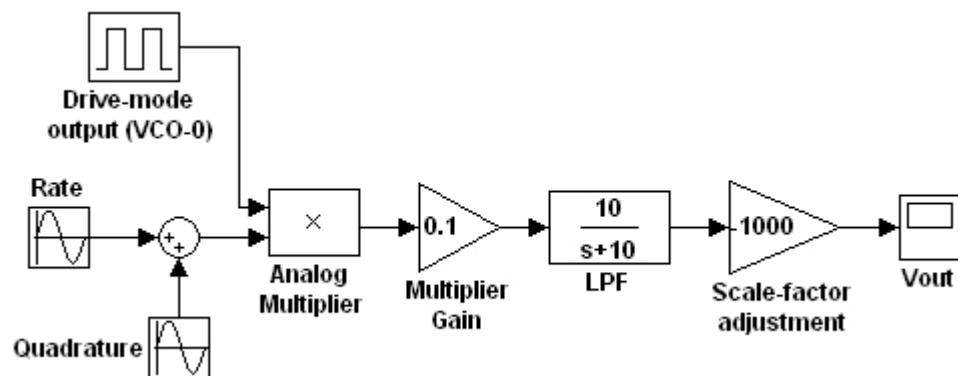 Drive-mode
output (VCO-0)
Rate
+
+
×
Analog
Multiplier
0.1
Multiplier
Gain
10
s+10
LPF
-1000
Scale-factor
adjustment
Vout
Quadrature